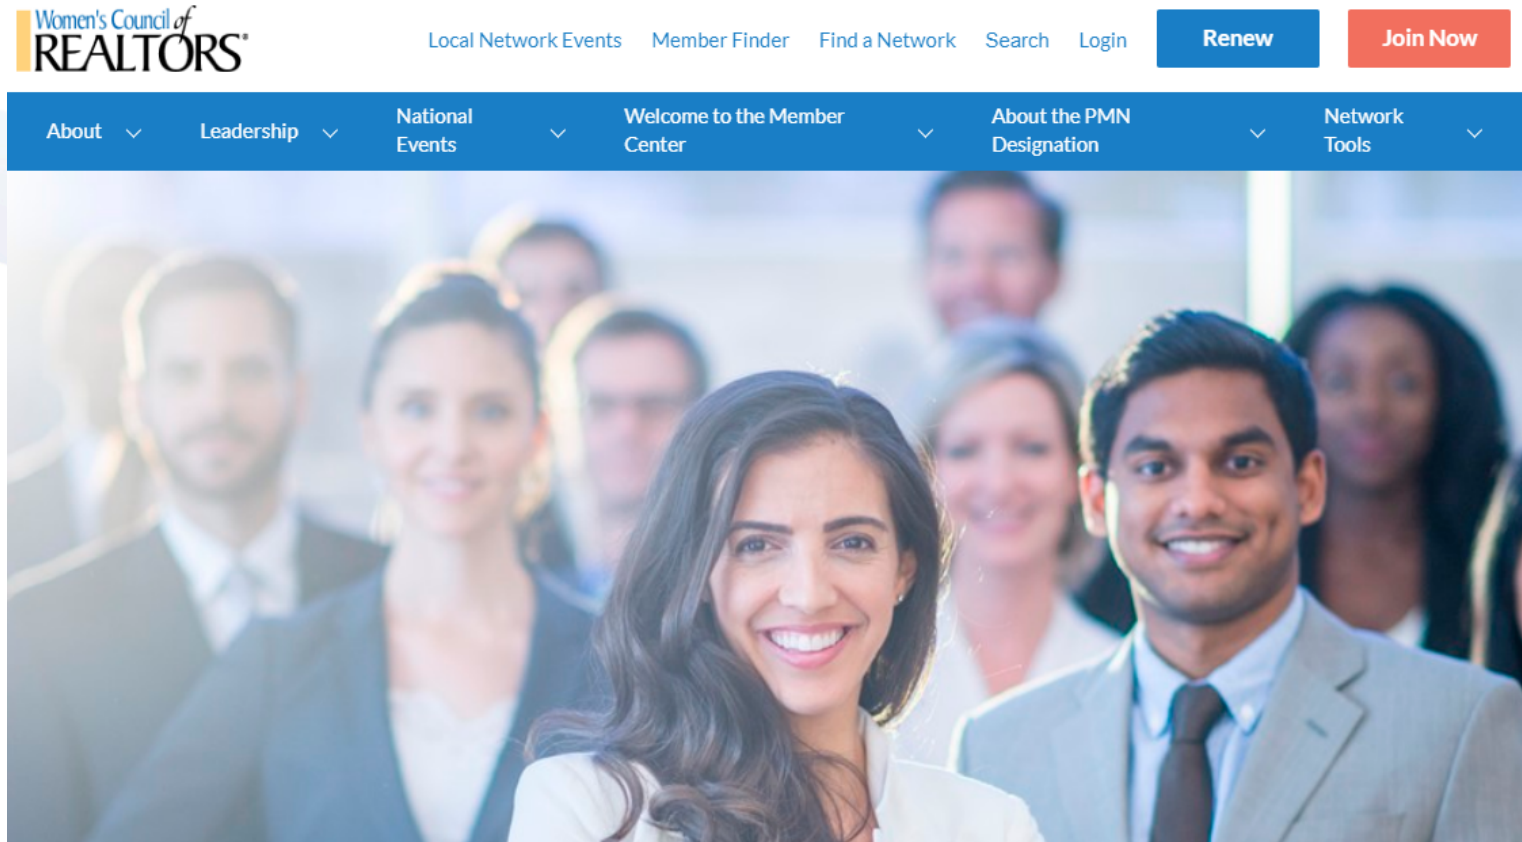 Women's Council of
REALTORS®
Local Network Events Member Finder Find a Network Search Login Renew Join Now
About Leadership National Events Welcome to the Member Center About the PMN Designation Network Tools